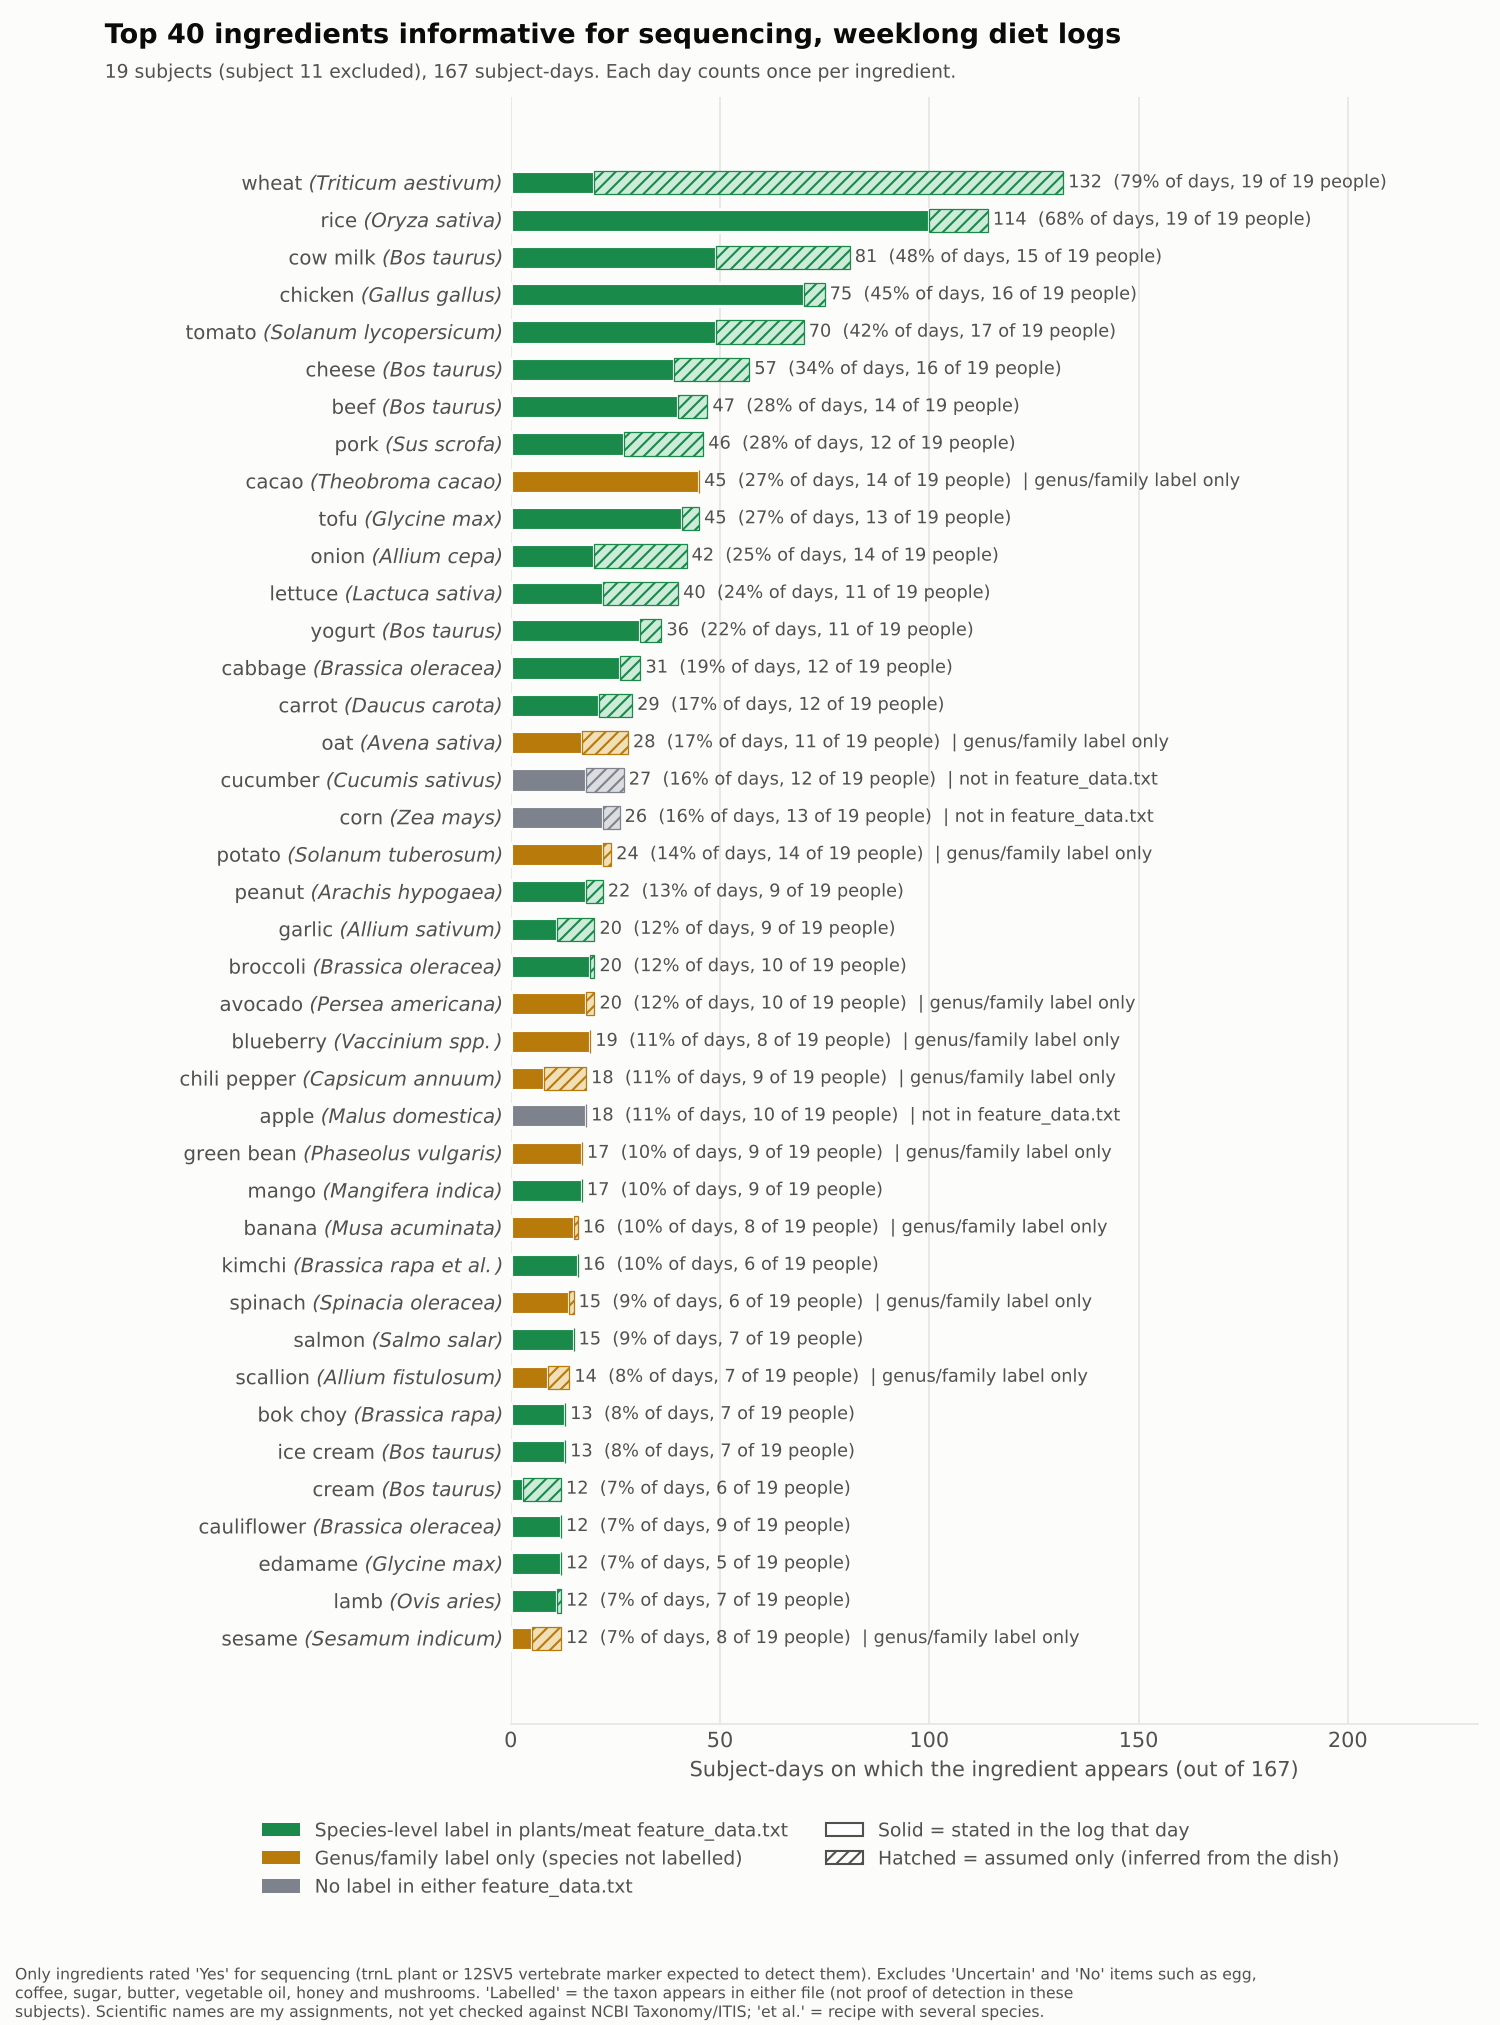 Top 40 ingredients informative for sequencing, weeklong diet logs
19 subjects (subject 11 excluded), 167 subject-days. Each day counts once per ingredient.
wheat (Triticum aestivum) 132 (79% of days, 19 of 19 people)
rice (Oryza sativa) 114 (68% of days, 19 of 19 people)
cow milk (Bos taurus) 81 (48% of days, 15 of 19 people)
chicken (Gallus gallus) 75 (45% of days, 16 of 19 people)
tomato (Solanum lycopersicum) 70 (42% of days, 17 of 19 people)
cheese (Bos taurus) 57 (34% of days, 16 of 19 people)
beef (Bos taurus) 47 (28% of days, 14 of 19 people)
pork (Sus scrofa) 46 (28% of days, 12 of 19 people)
cacao (Theobroma cacao) 45 (27% of days, 14 of 19 people) | genus/family label only
tofu (Glycine max) 45 (27% of days, 13 of 19 people)
onion (Allium cepa) 42 (25% of days, 14 of 19 people)
lettuce (Lactuca sativa) 40 (24% of days, 11 of 19 people)
yogurt (Bos taurus) 36 (22% of days, 11 of 19 people)
cabbage (Brassica oleracea) 31 (19% of days, 12 of 19 people)
carrot (Daucus carota) 29 (17% of days, 12 of 19 people)
oat (Avena sativa) 28 (17% of days, 11 of 19 people) | genus/family label only
cucumber (Cucumis sativus) 27 (16% of days, 12 of 19 people) | not in feature_data.txt
corn (Zea mays) 26 (16% of days, 13 of 19 people) | not in feature_data.txt
potato (Solanum tuberosum) 24 (14% of days, 14 of 19 people) | genus/family label only
peanut (Arachis hypogaea) 22 (13% of days, 9 of 19 people)
garlic (Allium sativum) 20 (12% of days, 9 of 19 people)
broccoli (Brassica oleracea) 20 (12% of days, 10 of 19 people)
avocado (Persea americana) 20 (12% of days, 10 of 19 people) | genus/family label only
blueberry (Vaccinium spp.) 19 (11% of days, 8 of 19 people) | genus/family label only
chili pepper (Capsicum annuum) 18 (11% of days, 9 of 19 people) | genus/family label only
apple (Malus domestica) 18 (11% of days, 10 of 19 people) | not in feature_data.txt
green bean (Phaseolus vulgaris) 17 (10% of days, 9 of 19 people) | genus/family label only
mango (Mangifera indica) 17 (10% of days, 9 of 19 people)
banana (Musa acuminata) 16 (10% of days, 8 of 19 people) | genus/family label only
kimchi (Brassica rapa et al.) 16 (10% of days, 6 of 19 people)
spinach (Spinacia oleracea) 15 (9% of days, 6 of 19 people) | genus/family label only
salmon (Salmo salar) 15 (9% of days, 7 of 19 people)
scallion (Allium fistulosum) 14 (8% of days, 7 of 19 people) | genus/family label only
bok choy (Brassica rapa) 13 (8% of days, 7 of 19 people)
ice cream (Bos taurus) 13 (8% of days, 7 of 19 people)
cream (Bos taurus) 12 (7% of days, 6 of 19 people)
cauliflower (Brassica oleracea) 12 (7% of days, 9 of 19 people)
edamame (Glycine max) 12 (7% of days, 5 of 19 people)
lamb (Ovis aries) 12 (7% of days, 7 of 19 people)
sesame (Sesamum indicum) 12 (7% of days, 8 of 19 people) | genus/family label only
0 50 100 150 200
Subject-days on which the ingredient appears (out of 167)
Species-level label in plants/meat feature_data.txt
Genus/family label only (species not labelled)
No label in either feature_data.txt
Solid = stated in the log that day
Hatched = assumed only (inferred from the dish)
Only ingredients rated 'Yes' for sequencing (trnL plant or 12SV5 vertebrate marker expected to detect them). Excludes 'Uncertain' and 'No' items such as egg,
coffee, sugar, butter, vegetable oil, honey and mushrooms. 'Labelled' = the taxon appears in either file (not proof of detection in these
subjects). Scientific names are my assignments, not yet checked against NCBI Taxonomy/ITIS; 'et al.' = recipe with several species.